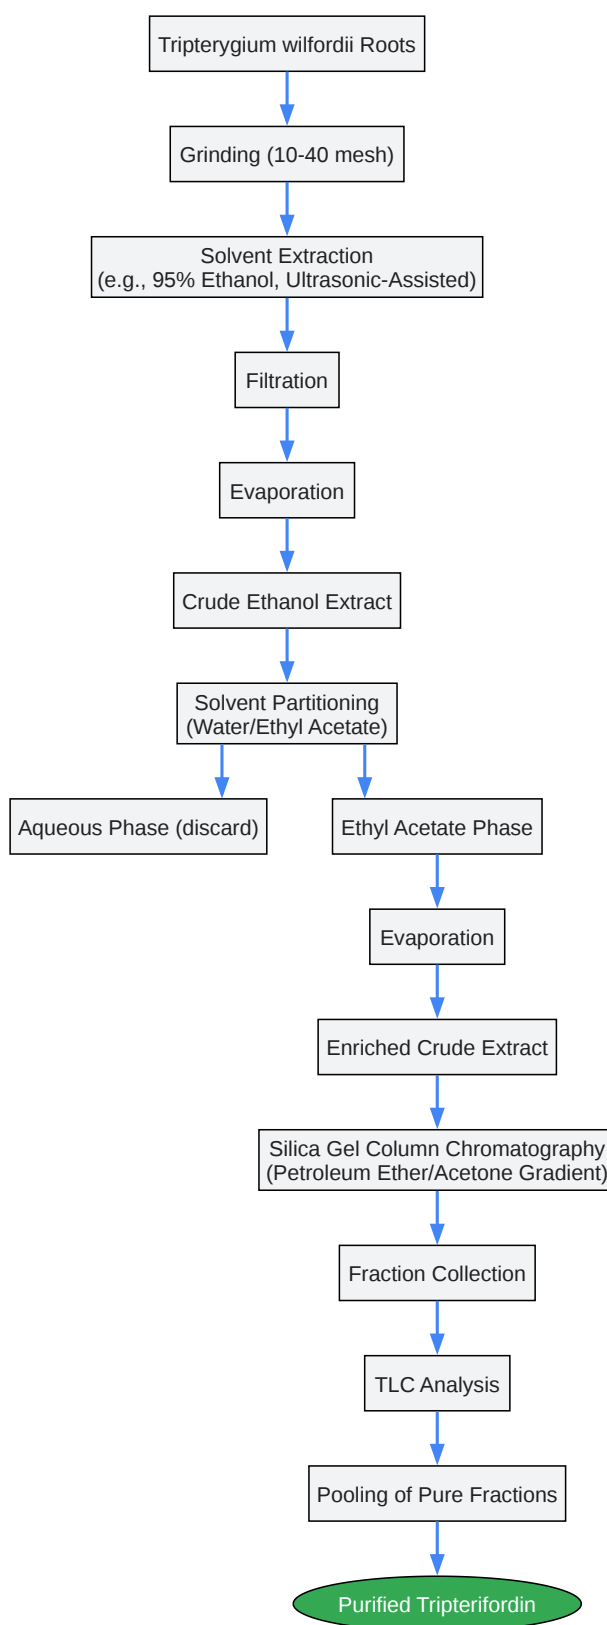 Tripterygium wilfordii Roots
Grinding (10-40 mesh)
Solvent Extraction
(e.g., 95% Ethanol, Ultrasonic-Assisted)
Filtration
Evaporation
Crude Ethanol Extract
Solvent Partitioning
(Water/Ethyl Acetate)
Aqueous Phase (discard)
Ethyl Acetate Phase
Evaporation
Enriched Crude Extract
Silica Gel Column Chromatography
(Petroleum Ether/Acetone Gradient)
Fraction Collection
TLC Analysis
Pooling of Pure Fractions
Purified Tripterifordin